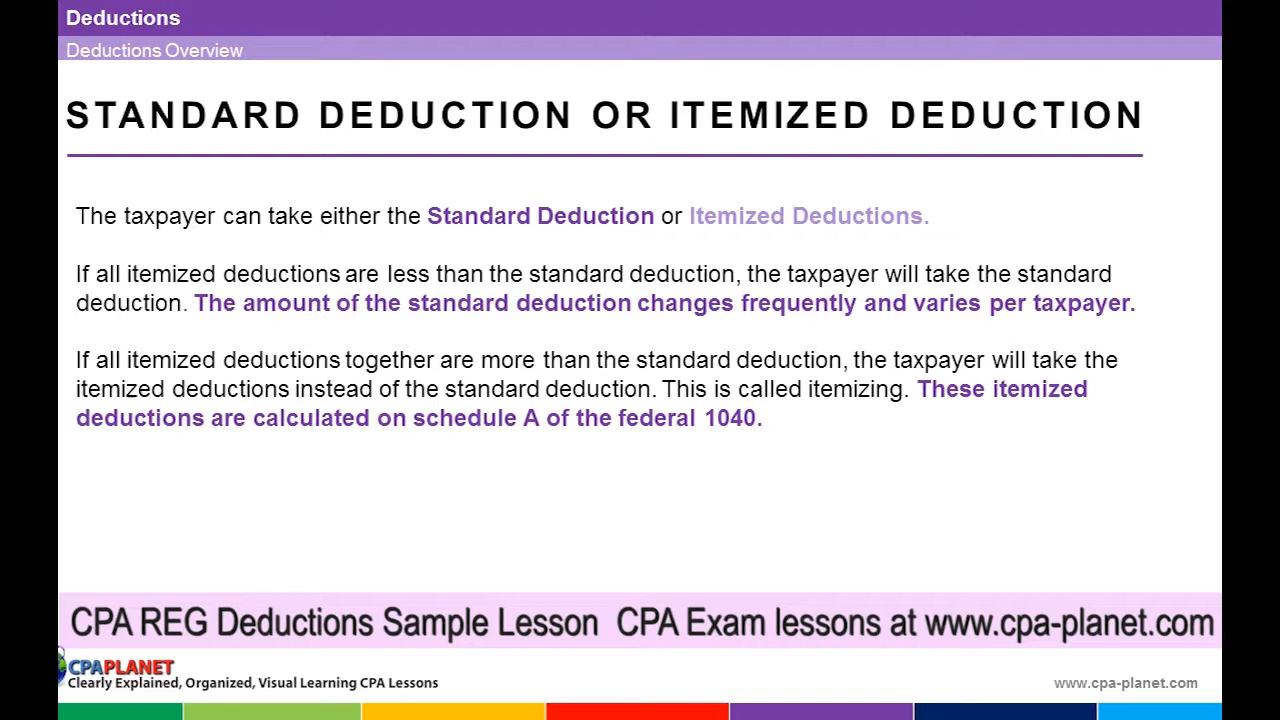 Deductions
Deductions Overview
STANDARD DEDUCTION OR ITEMIZED DEDUCTION
The taxpayer can take either the Standard Deduction or Itemized Deductions.
If all itemized deductions are less than the standard deduction, the taxpayer will take the standard
deduction. The amount of the standard deduction changes frequently and varies per taxpayer.
If all itemized deductions together are more than the standard deduction, the taxpayer will take the
itemized deductions instead of the standard deduction. This is called itemizing. These itemized
deductions are calculated on schedule A of the federal 1040.
CPA REG Deductions Sample Lesson CPA Exam lessons at www.cpa-planet.com
CPAPLANET
Clearly Explained, Organized, Visual Learning CPA Lessons
www.cpa-planet.com